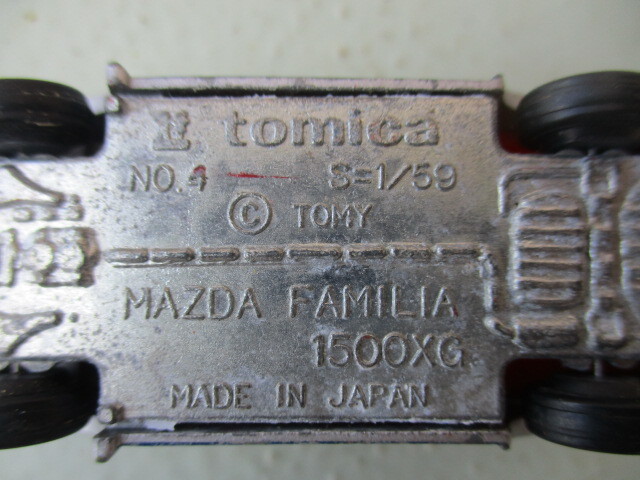 tomica
NO.4 S=1/59
© TOMY
MAZDA FAMILIA
1500XG
MADE IN JAPAN